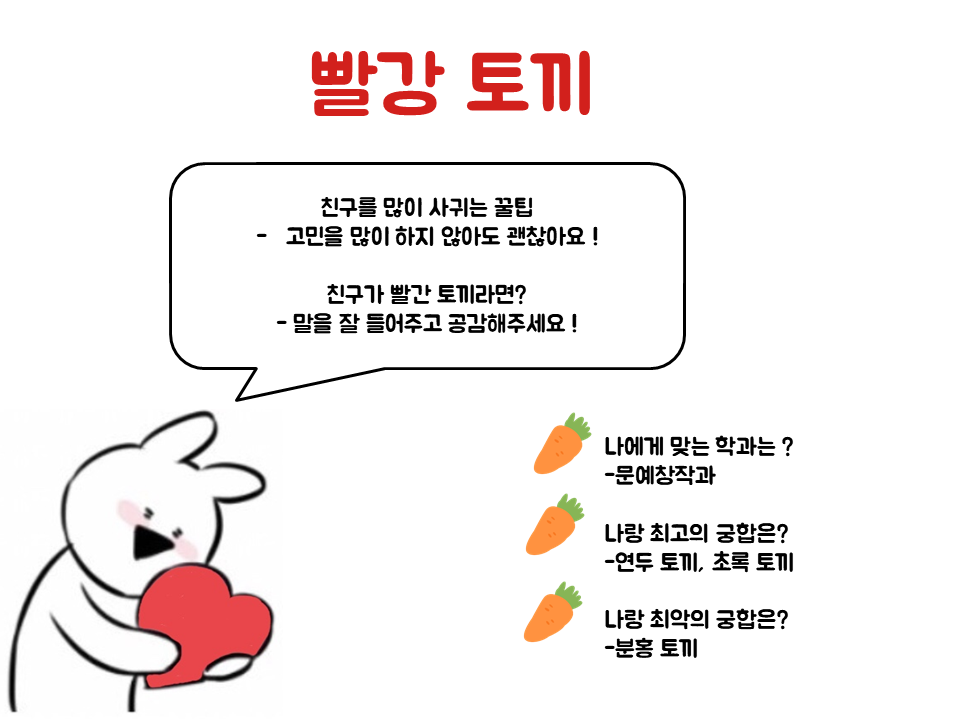 빨강 토끼
친구를 많이 사귀는 꿀팁
- 고민을 많이 하지 않아도 괜찮아요 !
친구가 빨간 토끼라면?
- 말을 잘 들어주고 공감해주세요 !
나에게 맞는 학과는 ?
-문예창작과
나랑 최고의 궁합은?
-연두 토끼, 초록 토끼
나랑 최악의 궁합은?
-분홍 토끼